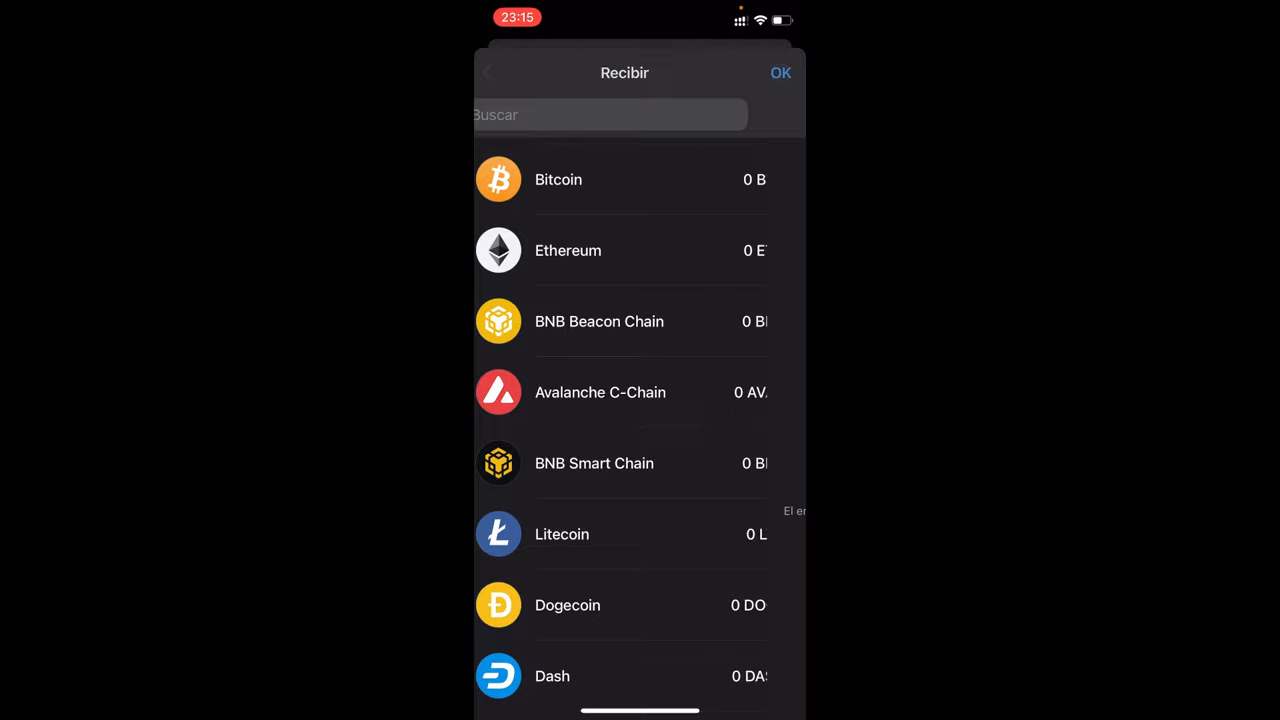 23:15
Recibir
OK
Buscar
Bitcoin 0 B
Ethereum 0 E
BNB Beacon Chain 0 B
Avalanche C-Chain 0 AV
BNB Smart Chain 0 B
El
Litecoin 0 L
Dogecoin 0 DO
Dash 0 DA